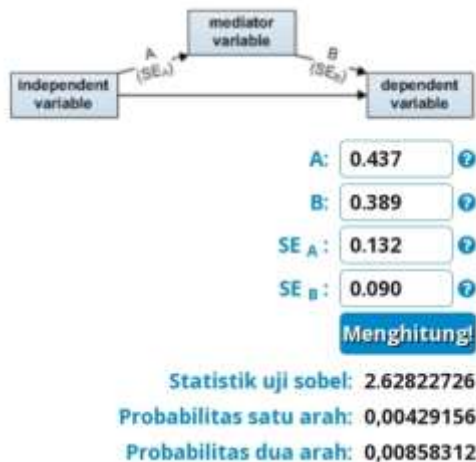 mediator
variable
A
(SEA)
B
(SEB)
independent
variable
dependent
variable
A: 0.437
B: 0.389
SE A : 0.132
SE B : 0.090
Menghitung!
Statistik uji sobel: 2.62822726
Probabilitas satu arah: 0,00429156
Probabilitas dua arah: 0,00858312